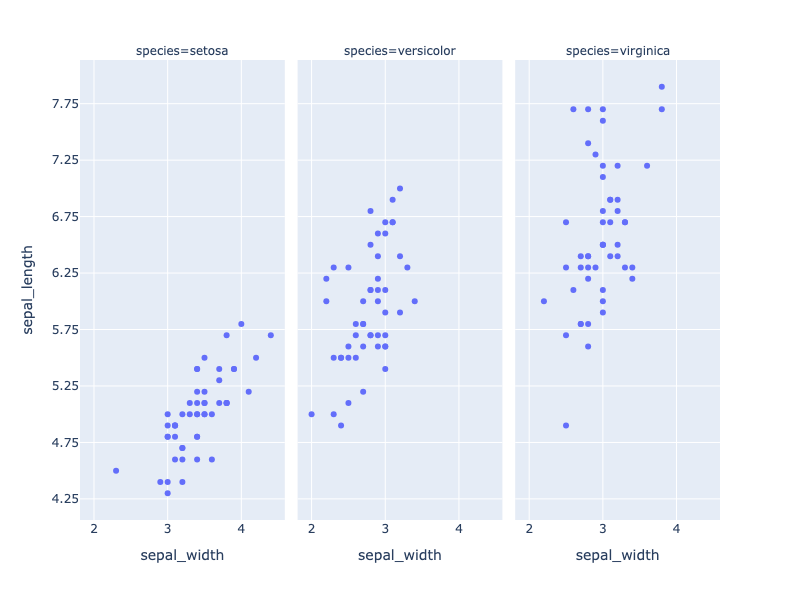 species=setosa
species=versicolor
species=virginica
7.75
7.25
6.75
6.25
5.75
5.25
4.75
4.25
sepal_length
2 3 4
2 3 4
2 3 4
sepal_width
sepal_width
sepal_width